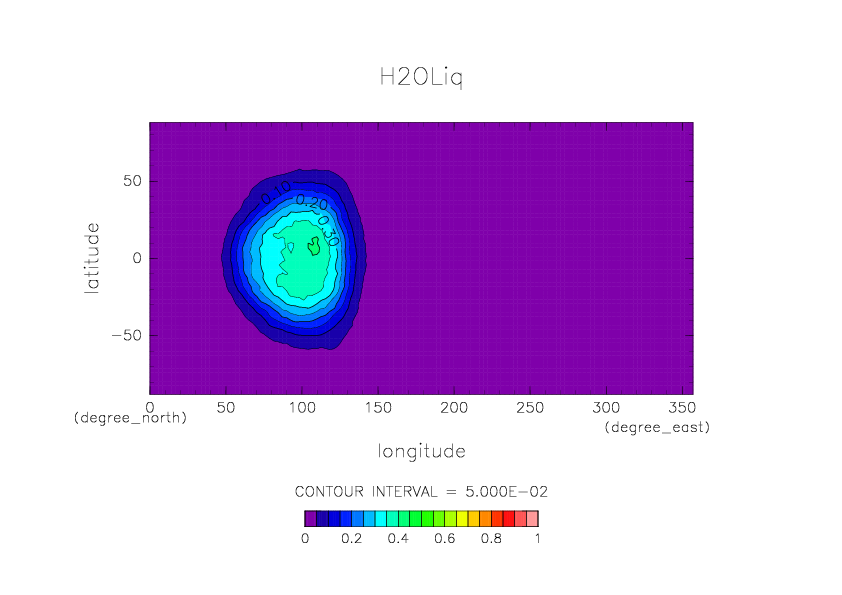 H2OLiq
latitude
50
0
−50
0.10
0.20
0.30
0 50 100 150 200 250 300 350
(degree_north)
(degree_east)
longitude
CONTOUR INTERVAL = 5.000E−02
0 0.2 0.4 0.6 0.8 1